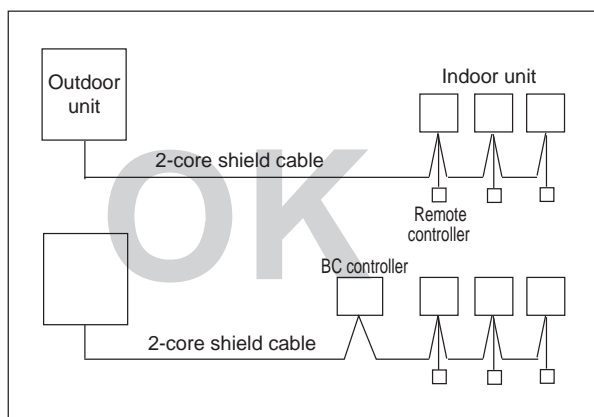 Outdoor
unit
Indoor unit
2-core shield cable
Remote
controller
OK
BC controller
2-core shield cable